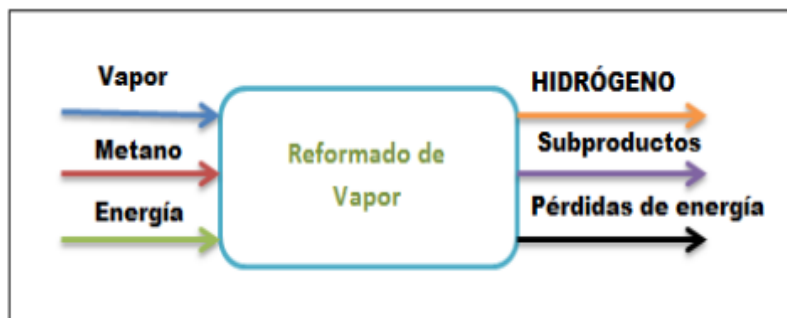 Vapor
Metano
Energía
Reformado de
Vapor
HIDRÓGENO
Subproductos
Pérdidas de energía